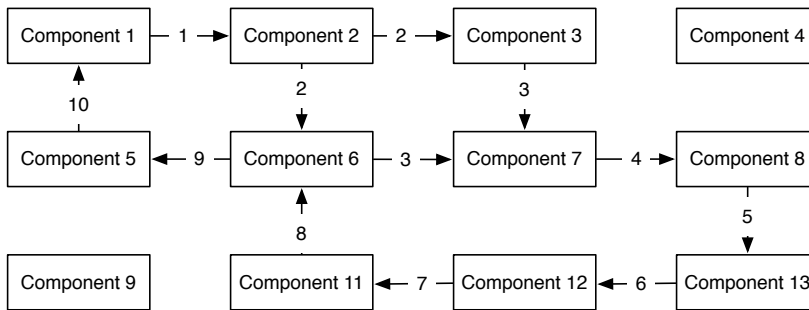 Component 1
1
Component 2
2
Component 3
Component 4
10
2
3
Component 5
9
Component 6
3
Component 7
4
Component 8
8
5
Component 9
Component 11
7
Component 12
6
Component 13